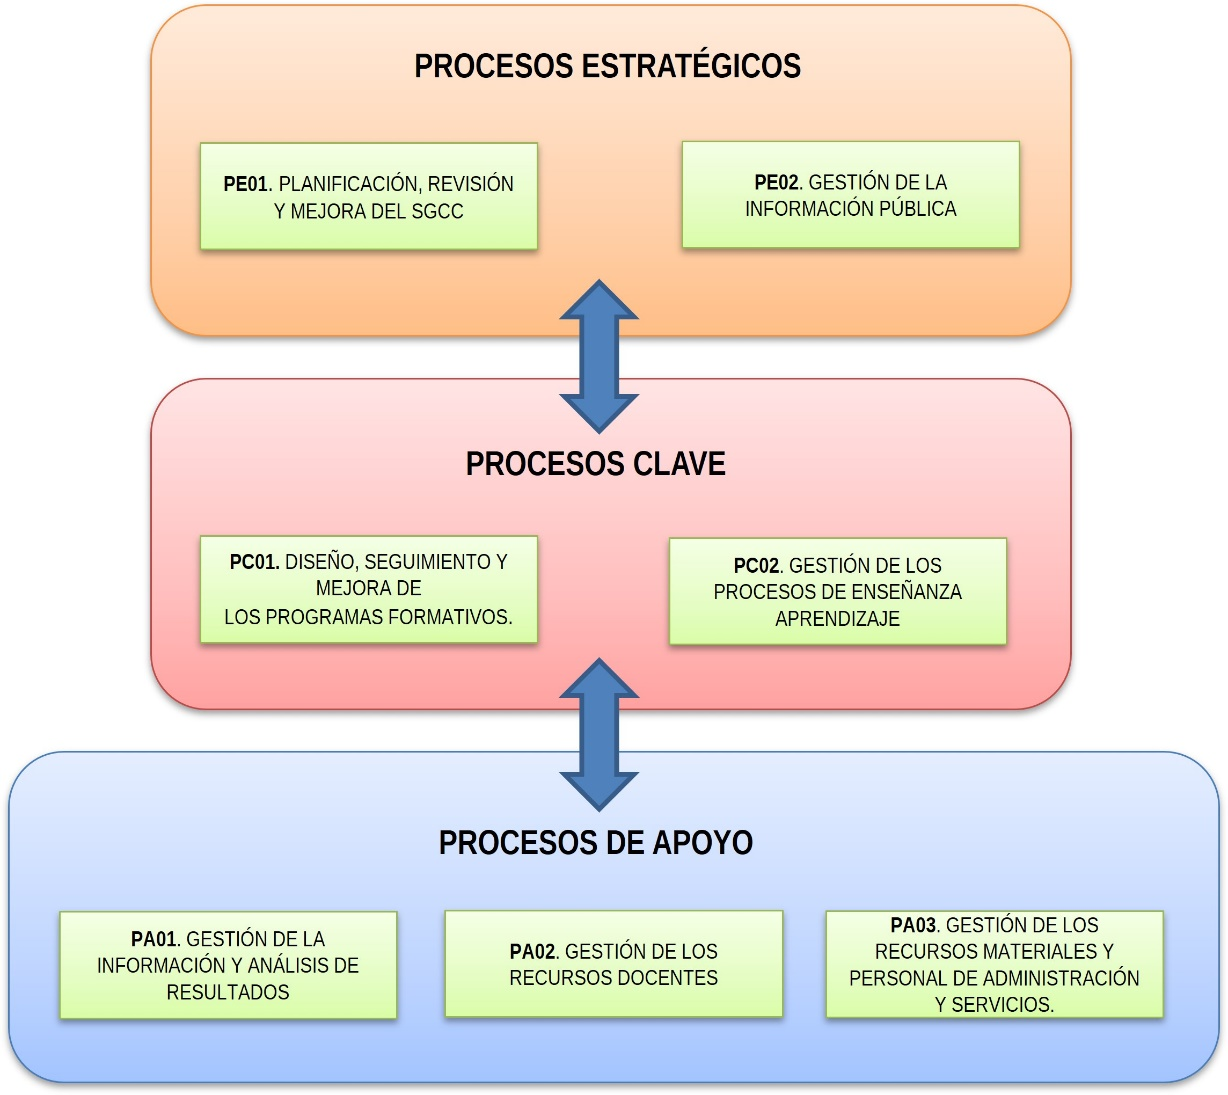 PROCESOS ESTRATÉGICOS
PE01. PLANIFICACIÓN, REVISIÓN
Y MEJORA DEL SGCC
PE02. GESTIÓN DE LA
INFORMACIÓN PÚBLICA
PROCESOS CLAVE
PC01. DISEÑO, SEGUIMIENTO Y
MEJORA DE
LOS PROGRAMAS FORMATIVOS.
PC02. GESTIÓN DE LOS
PROCESOS DE ENSEÑANZA
APRENDIZAJE
PROCESOS DE APOYO
PA01. GESTIÓN DE LA
INFORMACIÓN Y ANÁLISIS DE
RESULTADOS
PA02. GESTIÓN DE LOS
RECURSOS DOCENTES
PA03. GESTIÓN DE LOS
RECURSOS MATERIALES Y
PERSONAL DE ADMINISTRACIÓN
Y SERVICIOS.